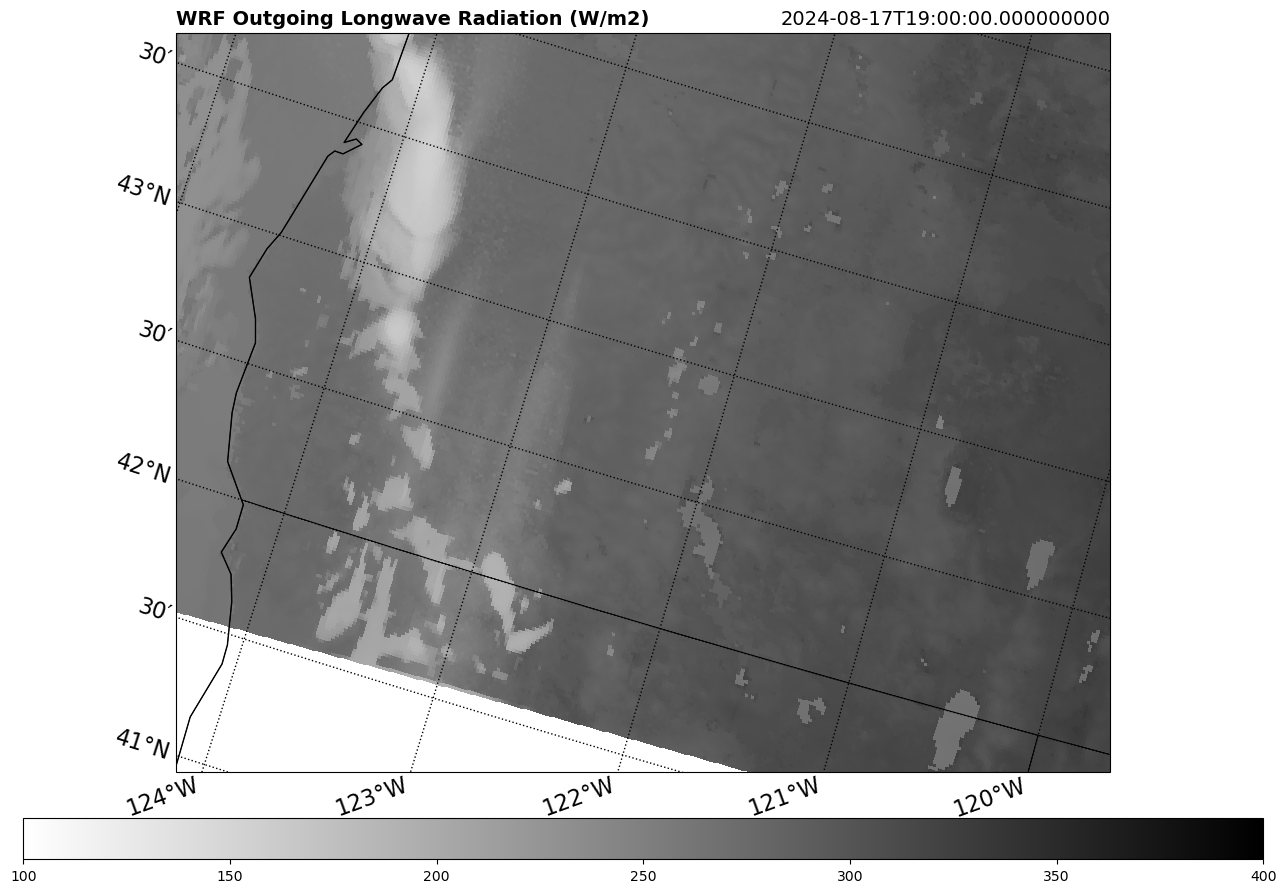 WRF Outgoing Longwave Radiation (W/m2) 2024-08-17T19:00:00.000000000
30′
43°N
30′
42°N
30′
41°N
124°W 123°W 122°W 121°W 120°W
100 150 200 250 300 350 400